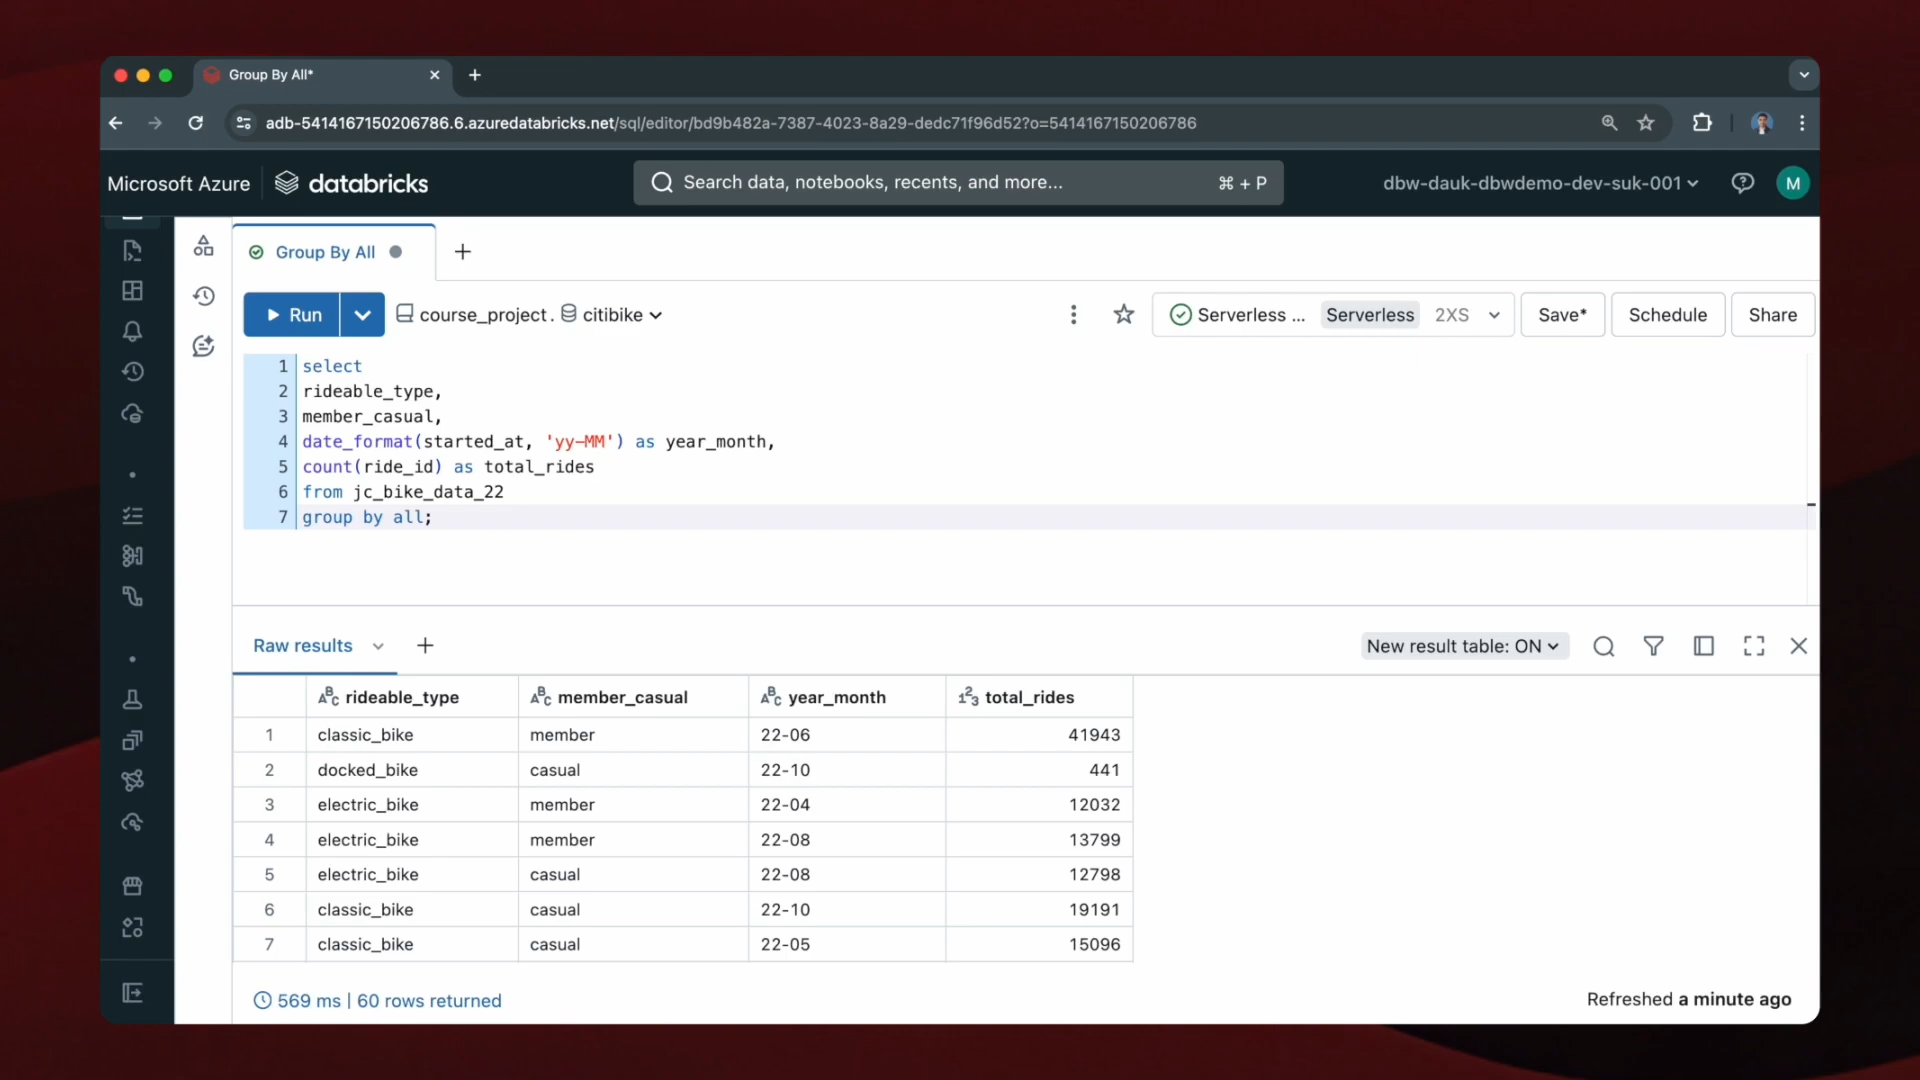 Group By All*
adb-5414167150206786.6.azuredatabricks.net/sql/editor/bd9b482a-7387-4023-8a29-dedc71f96d52?o=5414167150206786
Microsoft Azure databricks Search data, notebooks, recents, and more... ⌘ + P dbw-dauk-dbwdemo-dev-suk-001 M
Group By All
Run course_project. citibike Serverless ... Serverless 2XS Save* Schedule Share
1 select
2 rideable_type,
3 member_casual,
4 date_format(started_at, 'yy-MM') as year_month,
5 count(ride_id) as total_rides
6 from jc_bike_data_22
7 group by all;
Raw results New result table: ON
rideable_type member_casual year_month total_rides
1 classic_bike member 22-06 41943
2 docked_bike casual 22-10 441
3 electric_bike member 22-04 12032
4 electric_bike member 22-08 13799
5 electric_bike casual 22-08 12798
6 classic_bike casual 22-10 19191
7 classic_bike casual 22-05 15096
569 ms | 60 rows returned Refreshed a minute ago